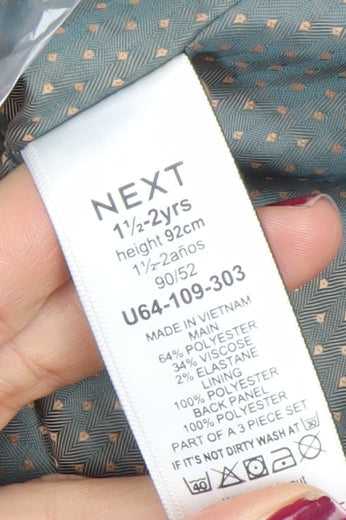 NEXT
1½-2yrs
height 92cm
1½-2años
90/52
U64-109-303
MADE IN VIETNAM
MAIN
64% POLYESTER
34% VISCOSE
2% ELASTANE
LINING
100% POLYESTER
BACK PANEL
100% POLYESTER
PART OF A 3 PIECE SET
IF IT'S NOT DIRTY WASH AT 30
40